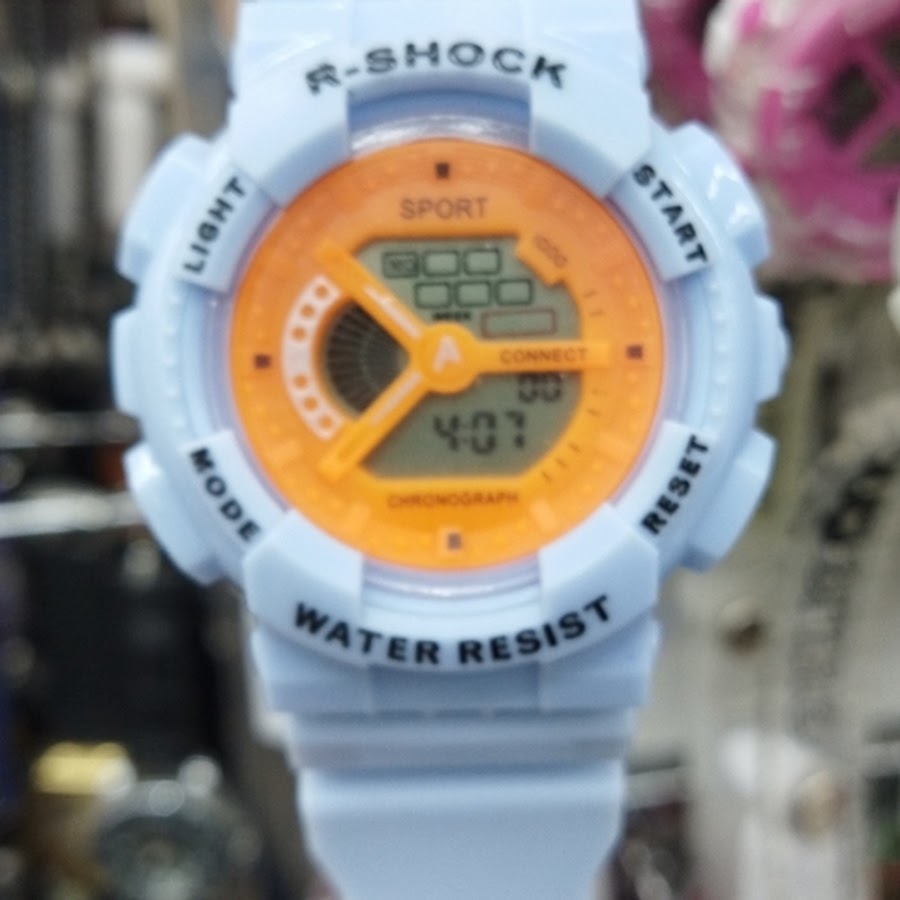 R-SHOCK
LIGHT
START
SPORT
CONNECT
00
4:07
CHRONOGRAPH
MODE
RESET
WATER RESIST